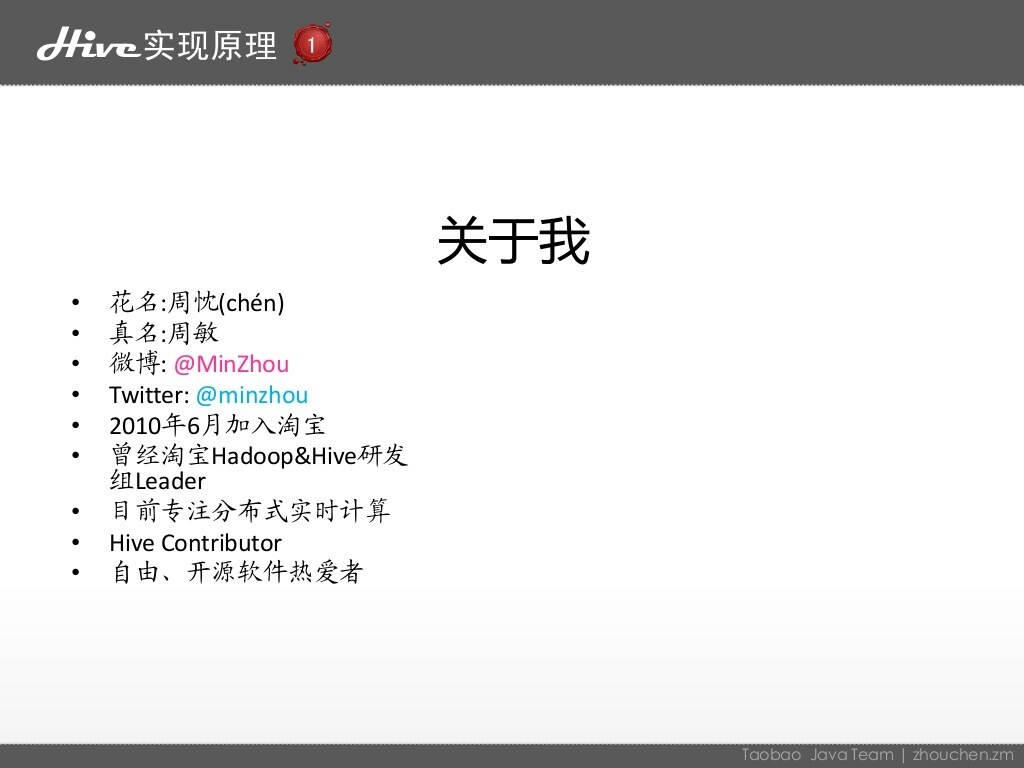 Hive实现原理 1
关于我
• 花名:周忱(chén)
• 真名:周敏
• 微博: @MinZhou
• Twitter: @minzhou
• 2010年6月加入淘宝
• 曾经淘宝Hadoop&Hive研发
组Leader
• 目前专注分布式实时计算
• Hive Contributor
• 自由、开源软件热爱者
Taobao Java Team | zhouchen.zm